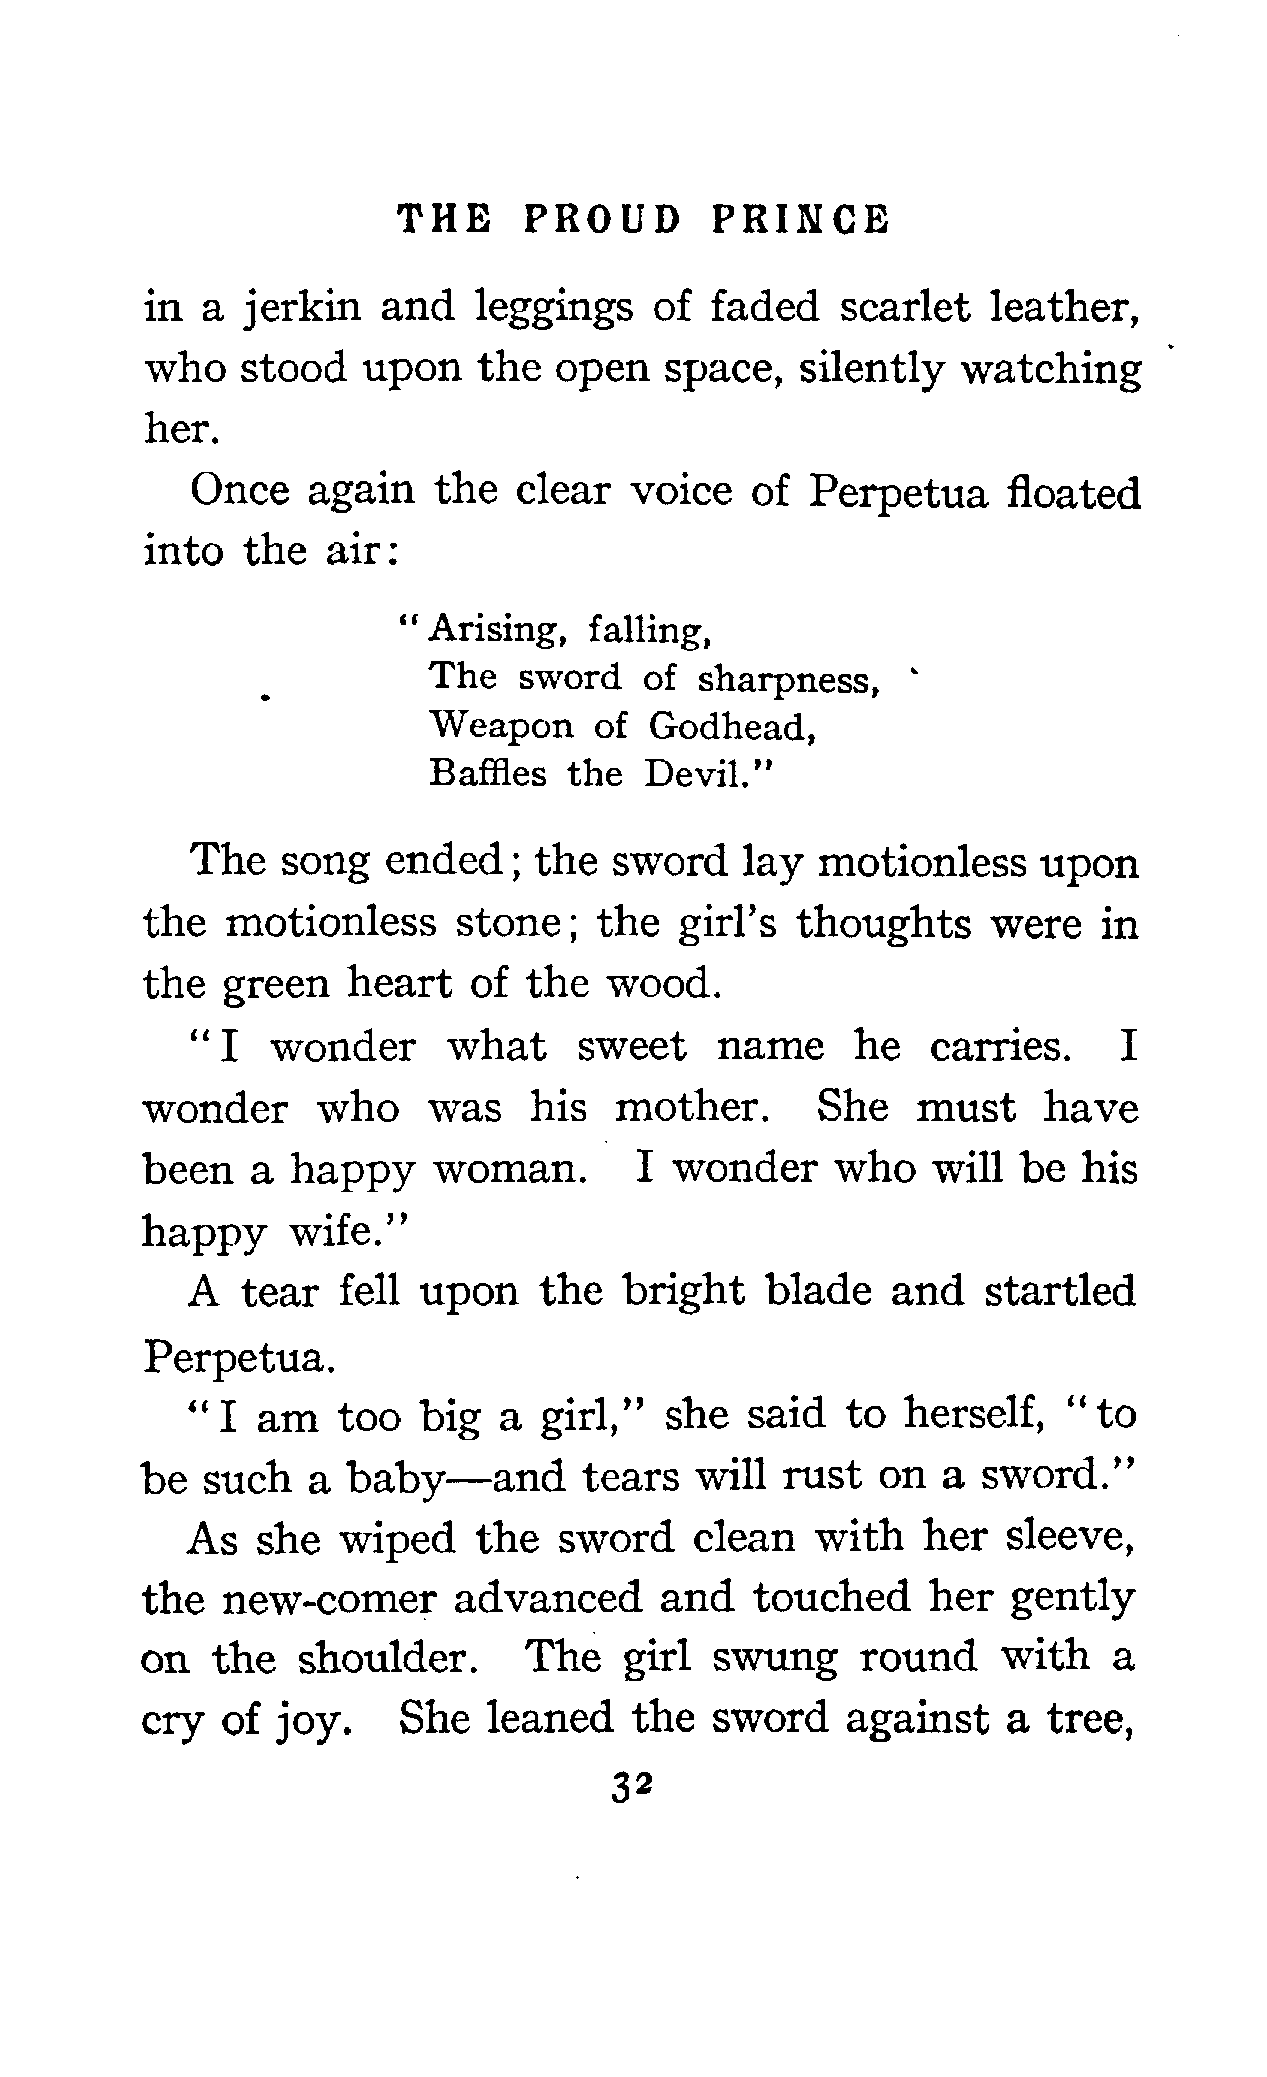 THE PROUD PRINCE
in a jerkin and leggings of faded scarlet leather,
who stood upon the open space, silently watching
her.
Once again the clear voice of Perpetua floated
into the air:
"Arising, falling,
The sword of sharpness,
Weapon of Godhead,
Baffles the Devil."
The song ended; the sword lay motionless upon
the motionless stone; the girl's thoughts were in
the green heart of the wood.
"I wonder what sweet name he carries. I
wonder who was his mother. She must have
been a happy woman. I wonder who will be his
happy wife."
A tear fell upon the bright blade and startled
Perpetua.
"I am too big a girl," she said to herself, "to
be such a baby—and tears will rust on a sword."
As she wiped the sword clean with her sleeve,
the new-comer advanced and touched her gently
on the shoulder. The girl swung round with a
cry of joy. She leaned the sword against a tree,
32